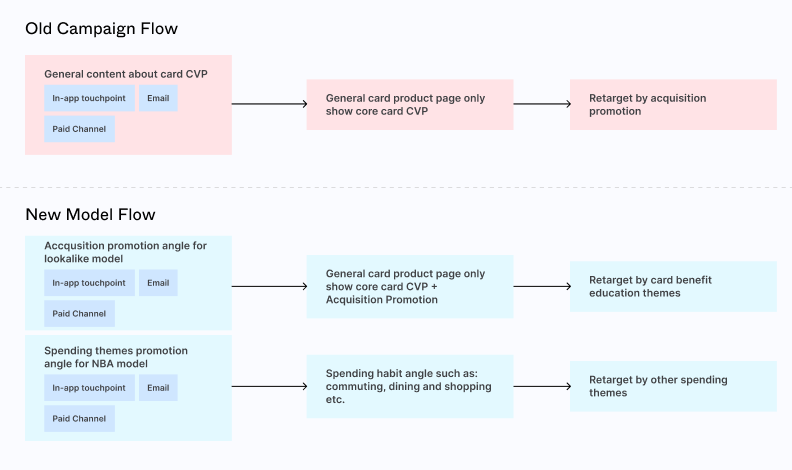 Old Campaign Flow
General content about card CVP
In-app touchpoint
Email
Paid Channel
General card product page only
show core card CVP
Retarget by acquisition
promotion
New Model Flow
Accqusition promotion angle for
lookalike model
In-app touchpoint
Email
Paid Channel
General card product page only
show core card CVP +
Acquisition Promotion
Retarget by card benefit
education themes
Spending themes promotion
angle for NBA model
In-app touchpoint
Email
Paid Channel
Spending habit angle such as:
commuting, dining and shopping
etc.
Retarget by other spending
themes